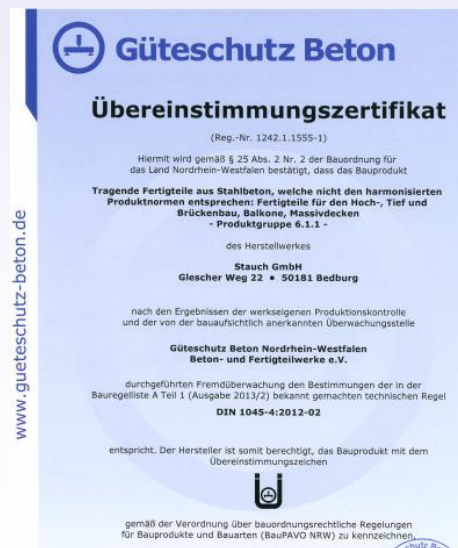 Güteschutz Beton
Übereinstimmungszertifikat
(Reg.-Nr. 1242.1.1555-1)
Hiermit wird gemäß § 25 Abs. 2 Nr. 2 der Bauordnung für
das Land Nordrhein-Westfalen bestätigt, dass das Bauprodukt
Tragende Fertigteile aus Stahlbeton, welche nicht den harmonisierten
Produktnormen entsprechen: Fertigteile für den Hoch-, Tief und
Brückenbau, Balkone, Massivdecken
- Produktgruppe 6.1.1 -
des Herstellwerkes
Stauch GmbH
Glescher Weg 22 • 50181 Bedburg
nach den Ergebnissen der werkseigenen Produktionskontrolle
und der von der bauaufsichtlich anerkannten Überwachungsstelle
Güteschutz Beton Nordrhein-Westfalen
Beton- und Fertigteilwerke e.V.
durchgeführten Fremdüberwachung den Bestimmungen der in der
Bauregelliste A Teil 1 (Ausgabe 2013/2) bekannt gemachten technischen Regel
DIN 1045-4:2012-02
entspricht. Der Hersteller ist somit berechtigt, das Bauprodukt mit dem
Übereinstimmungszeichen
gemäß der Verordnung über bauordnungsrechtliche Regelungen
für Bauprodukte und Bauarten (BauPAVO NRW) zu kennzeichnen.
www.gueteschutz-beton.de